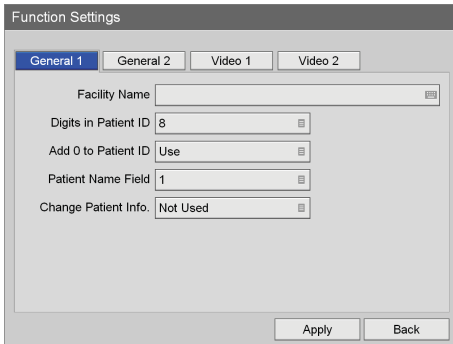 Function Settings
General 1 General 2 Video 1 Video 2
Facility Name
Digits in Patient ID 8
Add 0 to Patient ID Use
Patient Name Field 1
Change Patient Info. Not Used
Apply Back